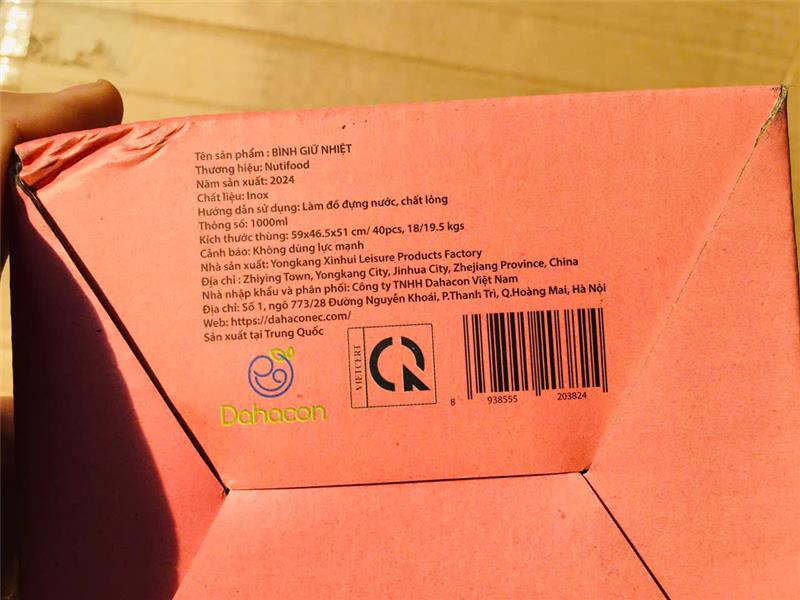 Tên sản phẩm : BÌNH GIỮ NHIỆT
Thương hiệu: Nutifood
Năm sản xuất: 2024
Chất liệu: Inox
Hướng dẫn sử dụng: Làm đồ đựng nước, chất lỏng
Thông số: 1000ml
Kích thước thùng: 59x46.5x51 cm/ 40pcs, 18/19.5 kgs
Cảnh báo: Không dùng lực mạnh
Nhà sản xuất: Yongkang Xinhui Leisure Products Factory
Địa chỉ : Zhiying Town, Yongkang City, Jinhua City, Zhejiang Province, China
Nhà nhập khẩu và phân phối: Công ty TNHH Dahacon Việt Nam
Địa chỉ: Số 1, ngõ 773/28 Đường Nguyễn Khoái, P.Thanh Trì, Q.Hoàng Mai, Hà Nội
Web: https://dahaconec.com/
Sản xuất tại Trung Quốc
Dahacon
VIETCERT
CR
8 938555 203824